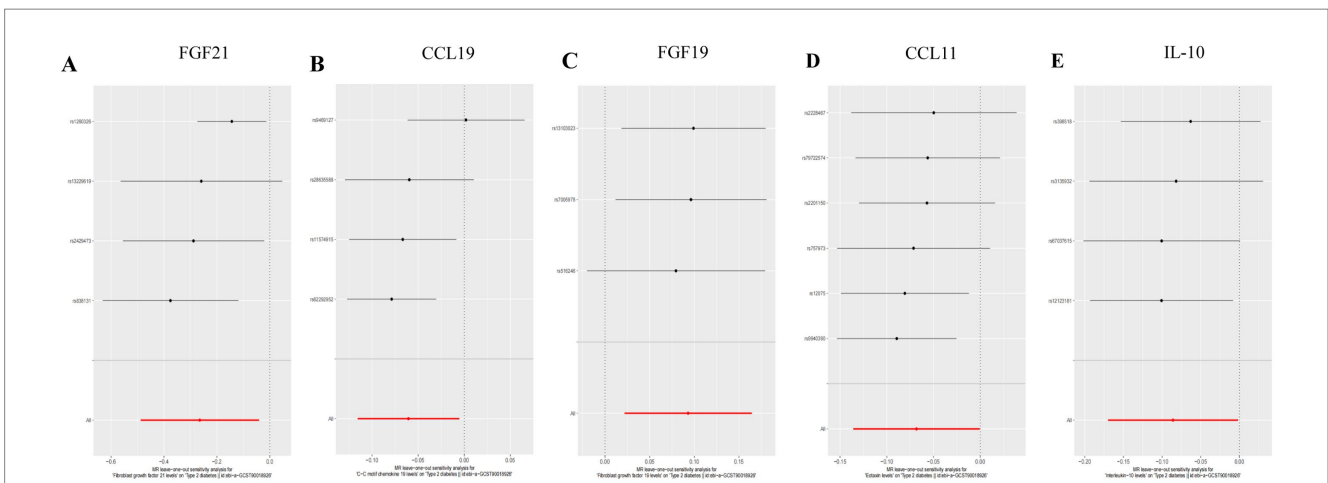 A
FGF21
rs1260326
rs13229619
rs2429473
rs838131
All
−0.6
−0.4
−0.2
0.0
MR leave−one−out sensitivity analysis for
'Fibroblast growth factor 21 levels' on 'Type 2 diabetes || id:ebi−a−GCST90018926'
B
CCL19
rs9469127
rs28635588
rs11574915
rs62292952
All
−0.10
−0.05
0.00
0.05
MR leave−one−out sensitivity analysis for
'C−C motif chemokine 19 levels' on 'Type 2 diabetes || id:ebi−a−GCST90018926'
C
FGF19
rs13103023
rs516246
All
0.00
0.05
0.10
0.15
MR leave−one−out sensitivity analysis for
'Fibroblast growth factor 19 levels' on 'Type 2 diabetes || id:ebi−a−GCST90018926'
D
CCL11
rs2228467
rs75722574
rs2201150
rs757973
rs12075
All
−0.15
−0.10
−0.05
0.00
MR leave−one−out sensitivity analysis for
'Eotaxin levels' on 'Type 2 diabetes || id:ebi−a−GCST90018926'
E
IL-10
rs3135932
rs67037615
rs12122181
All
−0.20
−0.15
−0.10
−0.05
0.00
MR leave−one−out sensitivity analysis for
'Interleukin−10 levels' on 'Type 2 diabetes || id:ebi−a−GCST90018926'